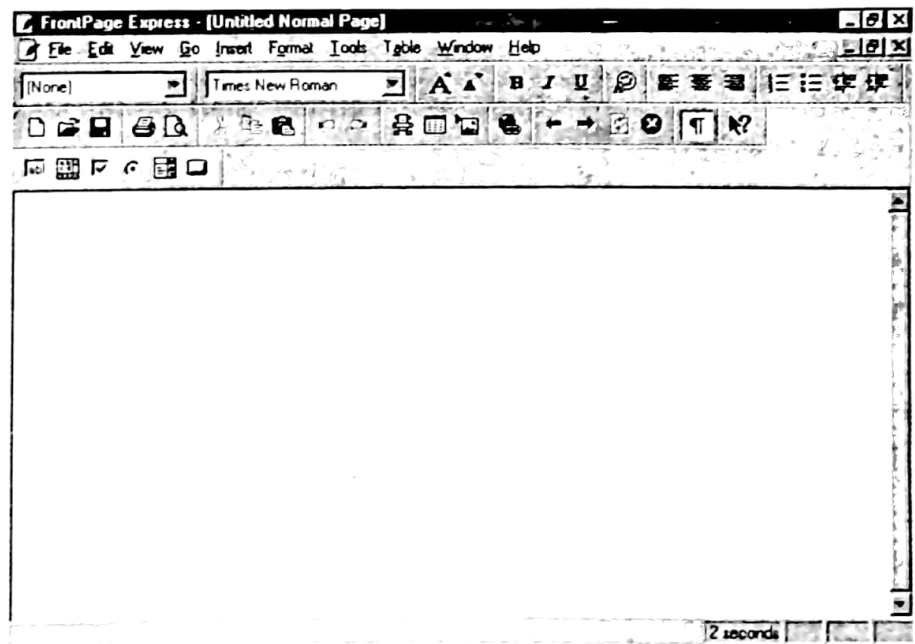 FrontPage Express - [Untitled Normal Page]
File Edit View Go Insert Format Tools Table Window Help
(None) Times New Roman A A B I U
abl
2 seconds